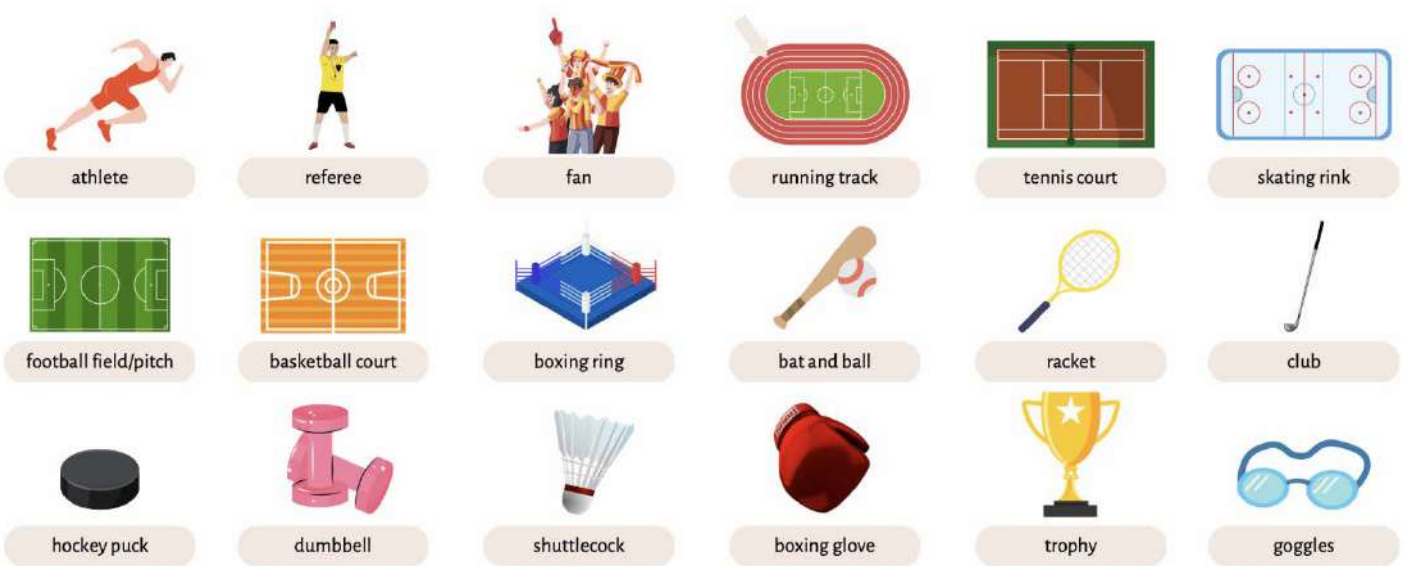 athlete
referee
fan
running track
tennis court
skating rink
football field/pitch
basketball court
boxing ring
bat and ball
racket
club
hockey puck
dumbbell
shuttlecock
boxing glove
trophy
goggles